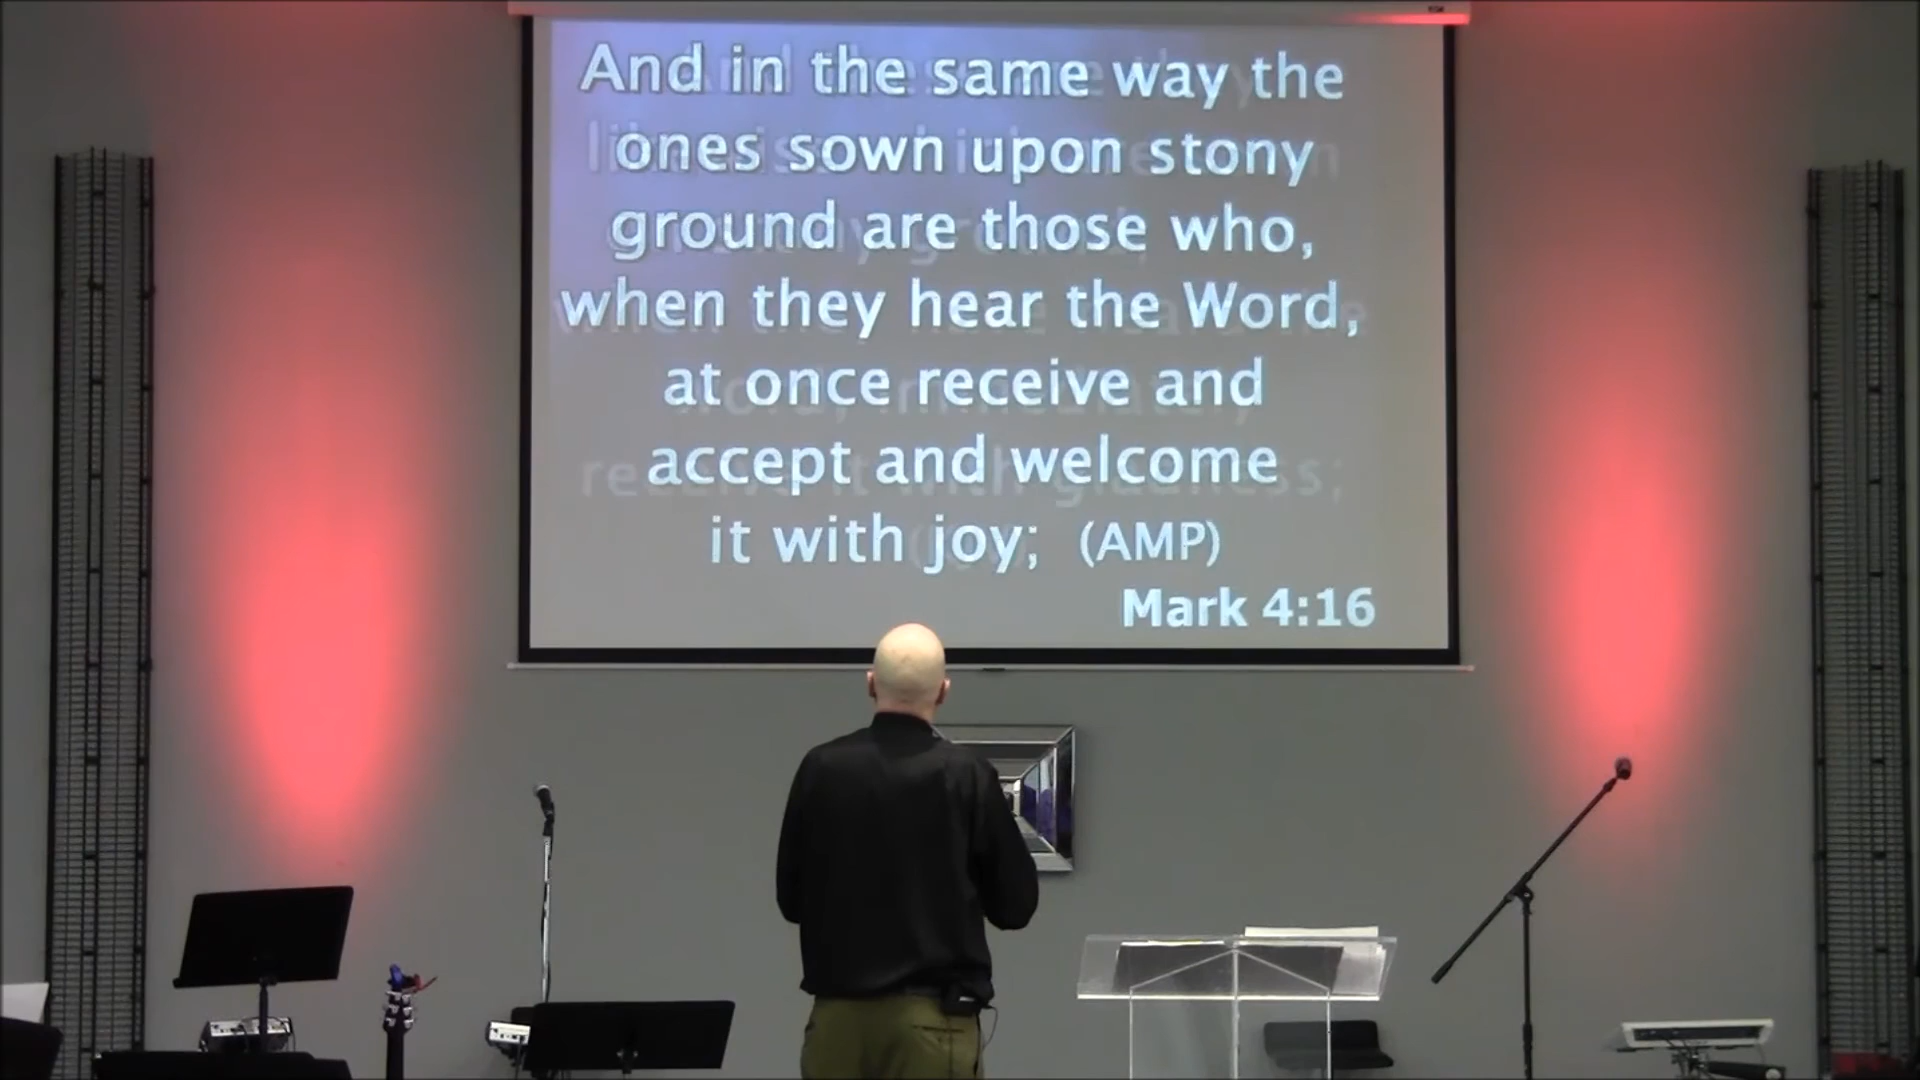 And in the same way the
ones sown upon stony
ground are those who,
when they hear the Word,
at once receive and
accept and welcome
it with joy; (AMP)
Mark 4:16